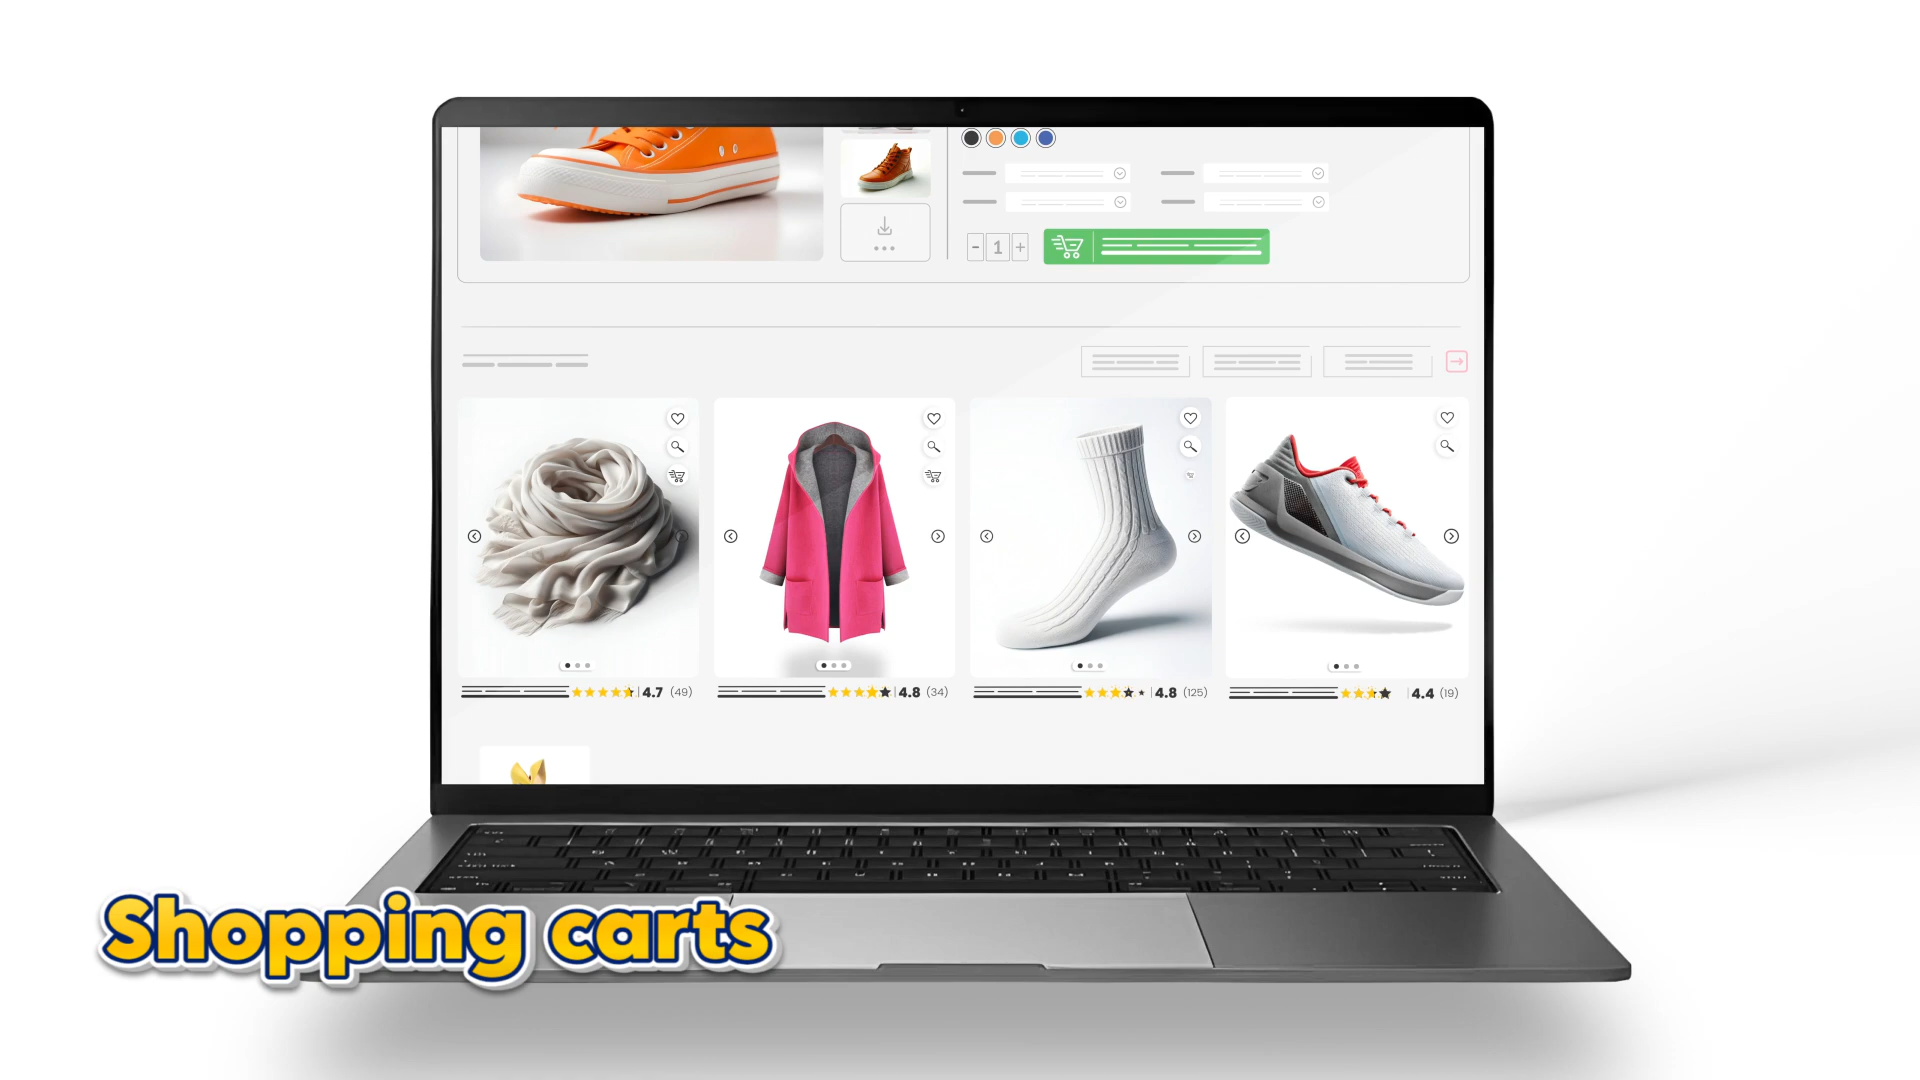 - 1 +
4.7 (49)
4.8 (34)
4.8 (125)
4.4 (19)
Shopping carts